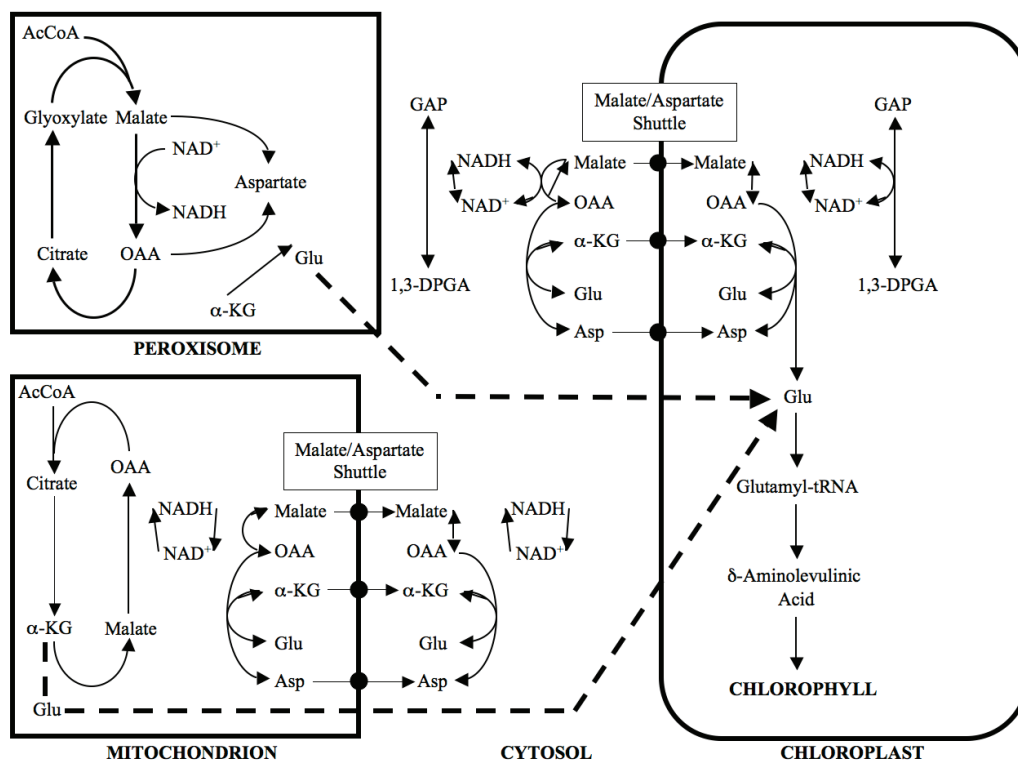 AcCoA
Glyoxylate Malate
NAD⁺
Aspartate
NADH
Citrate
OAA
Glu
α-KG
PEROXISOME
GAP
NADH
NAD⁺
1,3-DPGA
Malate/Aspartate
Shuttle
Malate
OAA
α-KG
Glu
Asp
Malate
OAA
α-KG
Glu
Asp
GAP
NADH
NAD⁺
1,3-DPGA
Glu
Glutamyl-tRNA
δ-Aminolevulinic
Acid
CHLOROPHYLL
AcCoA
OAA
Citrate
α-KG
Malate
Glu
NADH
NAD⁺
Malate/Aspartate
Shuttle
Malate
OAA
α-KG
Glu
Asp
Malate
OAA
α-KG
Glu
Asp
NADH
NAD⁺
MITOCHONDRION
CYTOSOL
CHLOROPLAST